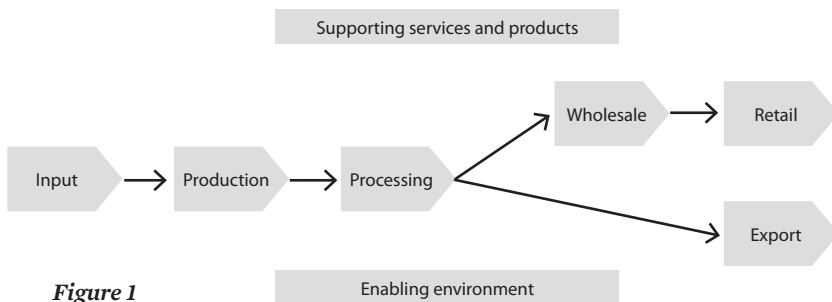 Supporting services and products
Wholesale
Retail
Input
Production
Processing
Export
Figure 1
Enabling environment